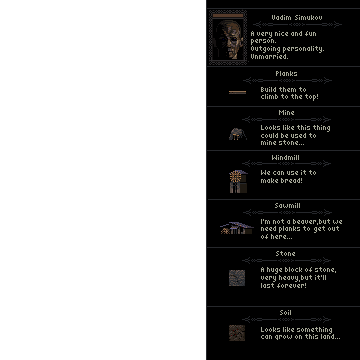 Vadim Simukov
A very nice and fun
person.
Outgoing personality.
Unmarried.
Planks
Build them to
climb to the top!
Mine
Looks like this thing
could be used to
mine stone...
Windmill
We can use it to
make bread!
Sawmill
I'm not a beaver,but we
need planks to get out
of here...
Stone
A huge block of stone,
very heavy,but it'll
last forever!
Soil
Looks like something
can grow on this land...